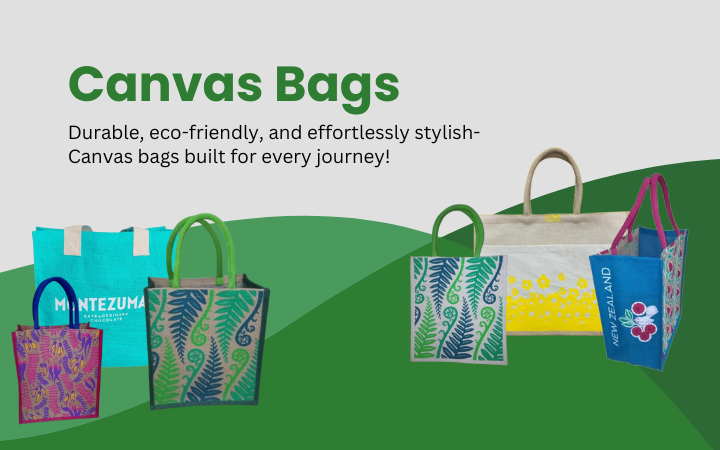 Canvas Bags
Durable, eco-friendly, and effortlessly stylish-
Canvas bags built for every journey!
MONTEZUMA
EXTRAORDINARY
CHOCOLATE
NEW ZEALAND